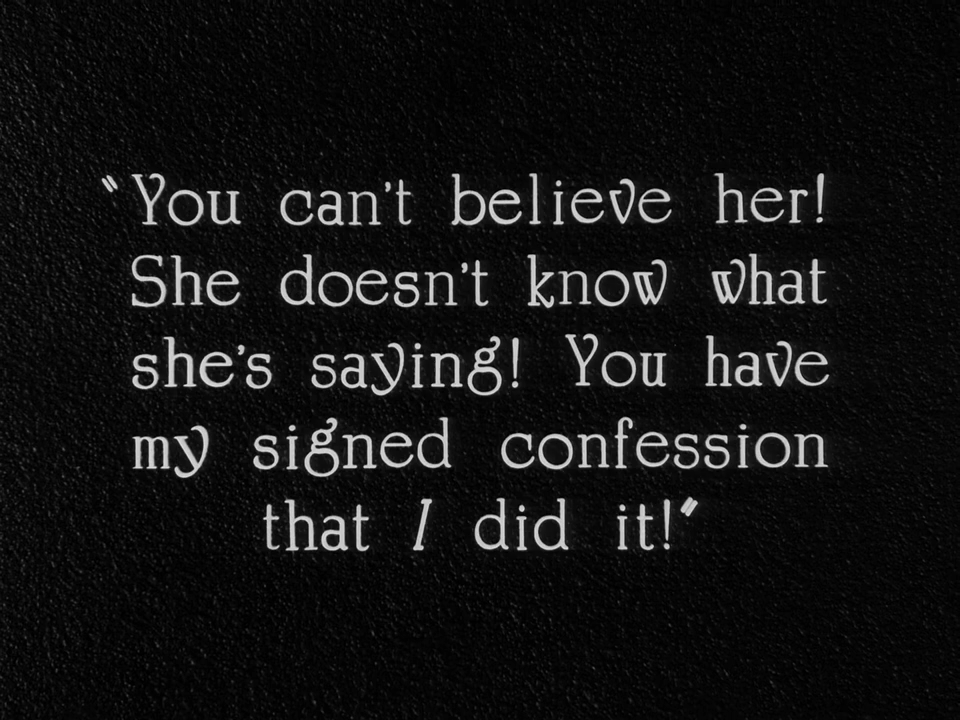 "You can't believe her!
She doesn't know what
she's saying! You have
my signed confession
that I did it!"